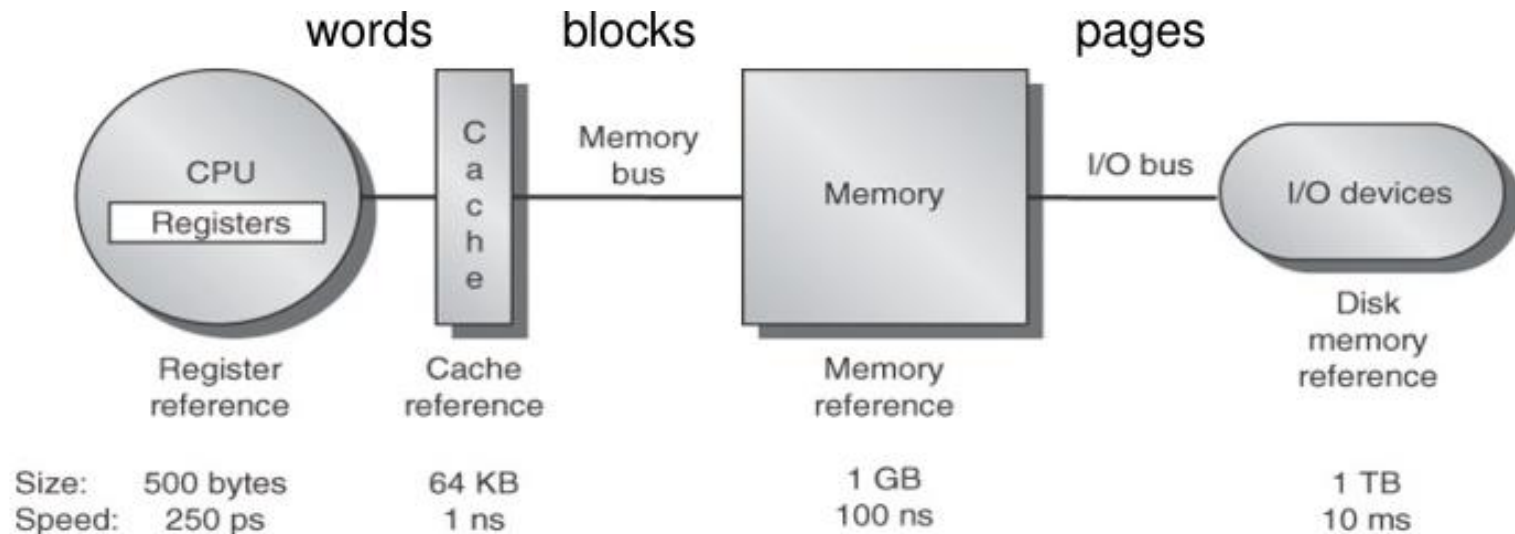 words blocks pages
CPU
Registers
Cache
Memory
bus
Memory
I/O bus
I/O devices
Register
reference
Cache
reference
Memory
reference
Disk
memory
reference
Size: 500 bytes 64 KB 1 GB 1 TB
Speed: 250 ps 1 ns 100 ns 10 ms